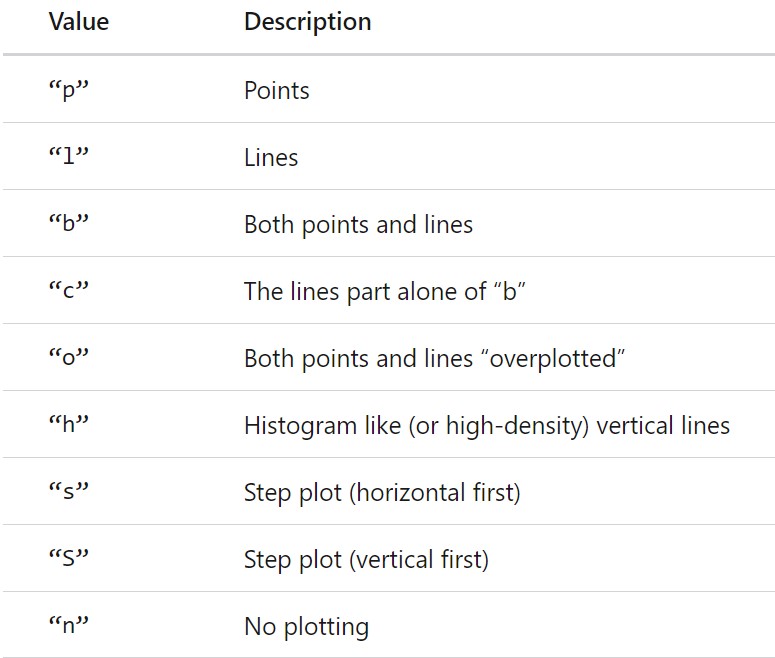 Value Description
“p” Points
“l” Lines
“b” Both points and lines
“c” The lines part alone of “b”
“o” Both points and lines “overplotted”
“h” Histogram like (or high-density) vertical lines
“s” Step plot (horizontal first)
“S” Step plot (vertical first)
“n” No plotting